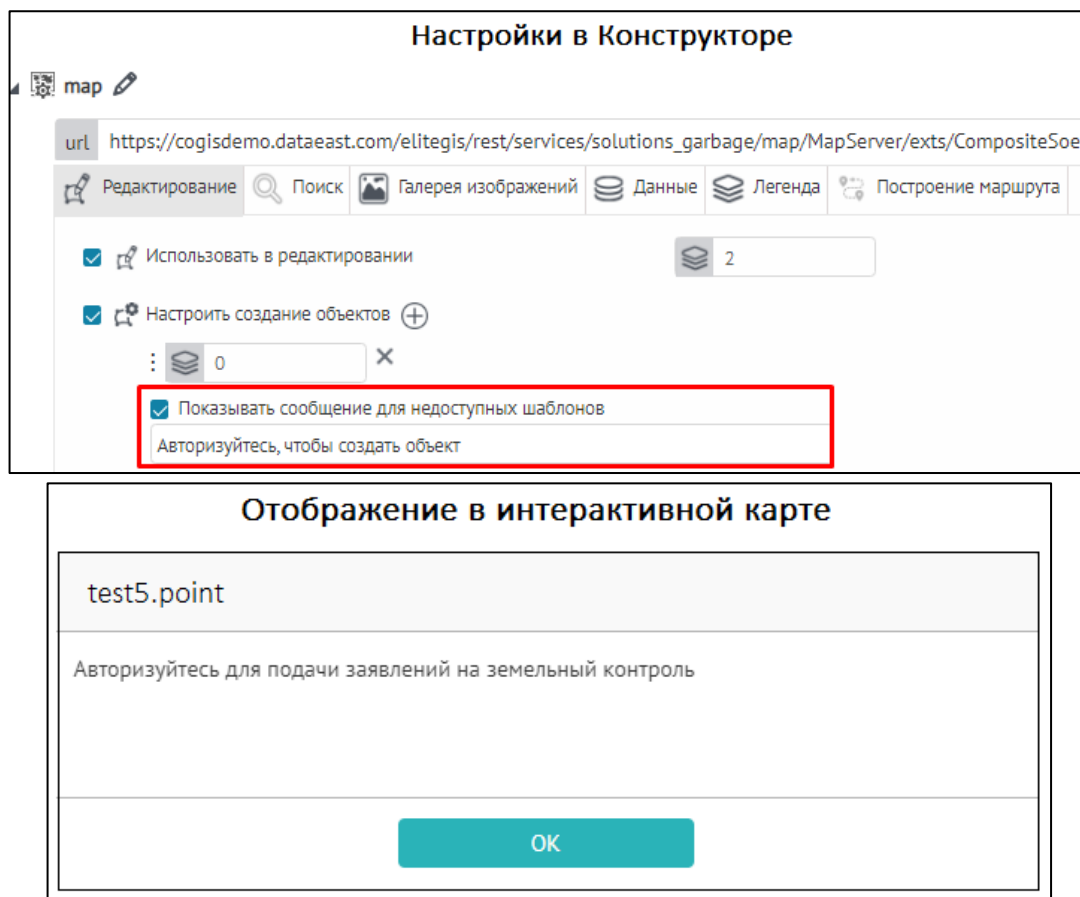 Настройки в Конструкторе
map
url https://cogisdemo.dataeast.com/elitegis/rest/services/solutions_garbage/map/MapServer/exts/CompositeSoe
Редактирование Поиск Галерея изображений Данные Легенда Построение маршрута
Использовать в редактировании 2
Настроить создание объектов
0
Показывать сообщение для недоступных шаблонов
Авторизуйтесь, чтобы создать объект
Отображение в интерактивной карте
test5.point
Авторизуйтесь для подачи заявлений на земельный контроль
OK